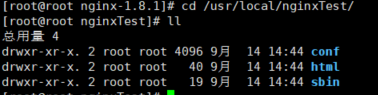 [root@root nginx-1.8.1]# cd /usr/local/nginxTest/
[root@root nginxTest]# ll
总用量 4
drwxr-xr-x. 2 root root 4096 9月  14 14:44 conf
drwxr-xr-x. 2 root root   40 9月  14 14:44 html
drwxr-xr-x. 2 root root   19 9月  14 14:44 sbin
[root@root nginxTest]#